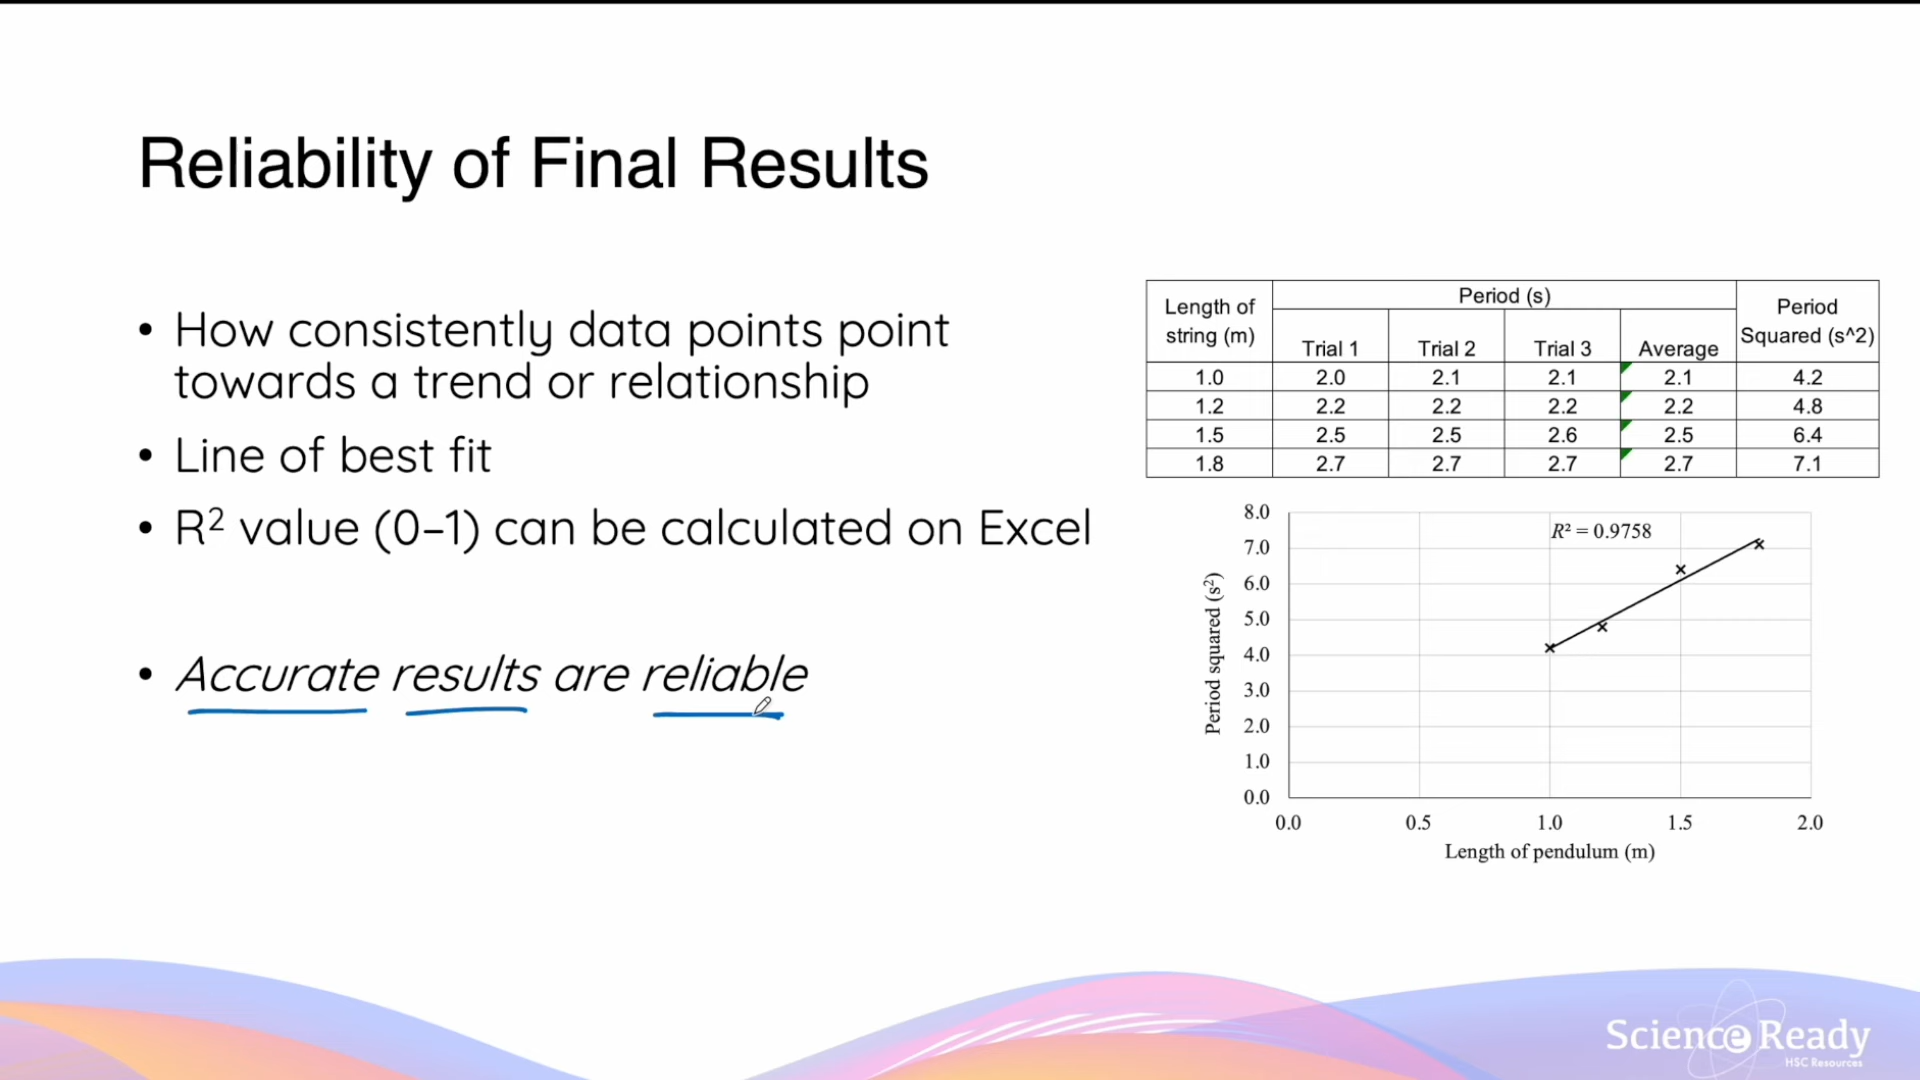 Reliability of Final Results
• How consistently data points point
towards a trend or relationship
• Line of best fit
• R² value (0–1) can be calculated on Excel
• Accurate results are reliable
Length of string (m) Period (s) Period Squared (s^2)
Trial 1 Trial 2 Trial 3 Average
1.0 2.0 2.1 2.1 2.1 4.2
1.2 2.2 2.2 2.2 2.2 4.8
1.5 2.5 2.5 2.6 2.5 6.4
1.8 2.7 2.7 2.7 2.7 7.1
R² = 0.9758
Period squared (s²)
8.0
7.0
6.0
5.0
4.0
3.0
2.0
1.0
0.0
0.0 0.5 1.0 1.5 2.0
Length of pendulum (m)
Science Ready
HSC Resources